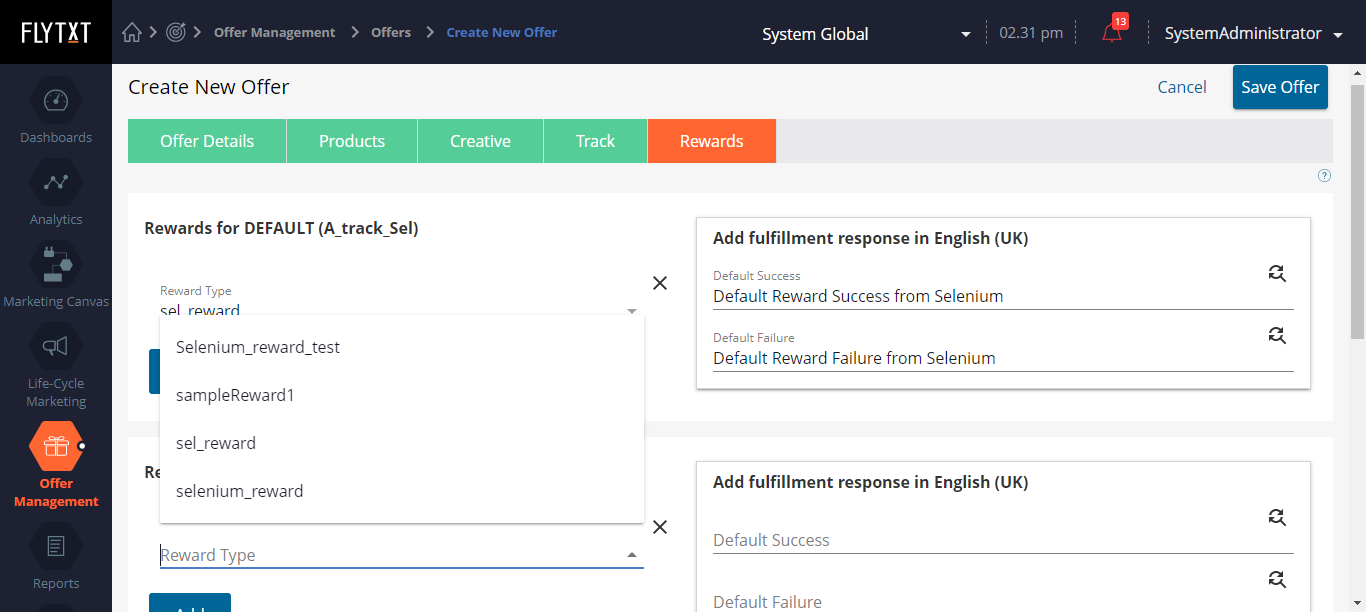 FLYTXT
Offer Management
Offers
Create New Offer
System Global
02.31 pm
13
SystemAdministrator
Dashboards
Analytics
Marketing Canvas
Life-Cycle
Marketing
Offer
Management
Reports
Create New Offer
Cancel
Save Offer
Offer Details
Products
Creative
Track
Rewards
?
Rewards for DEFAULT (A_track_Sel)
Reward Type
sel_reward
Selenium_reward_test
sampleReward1
sel_reward
selenium_reward
Reward Type
Add
Add fulfillment response in English (UK)
Default Success
Default Reward Success from Selenium
Default Failure
Default Reward Failure from Selenium
Add fulfillment response in English (UK)
Default Success
Default Failure